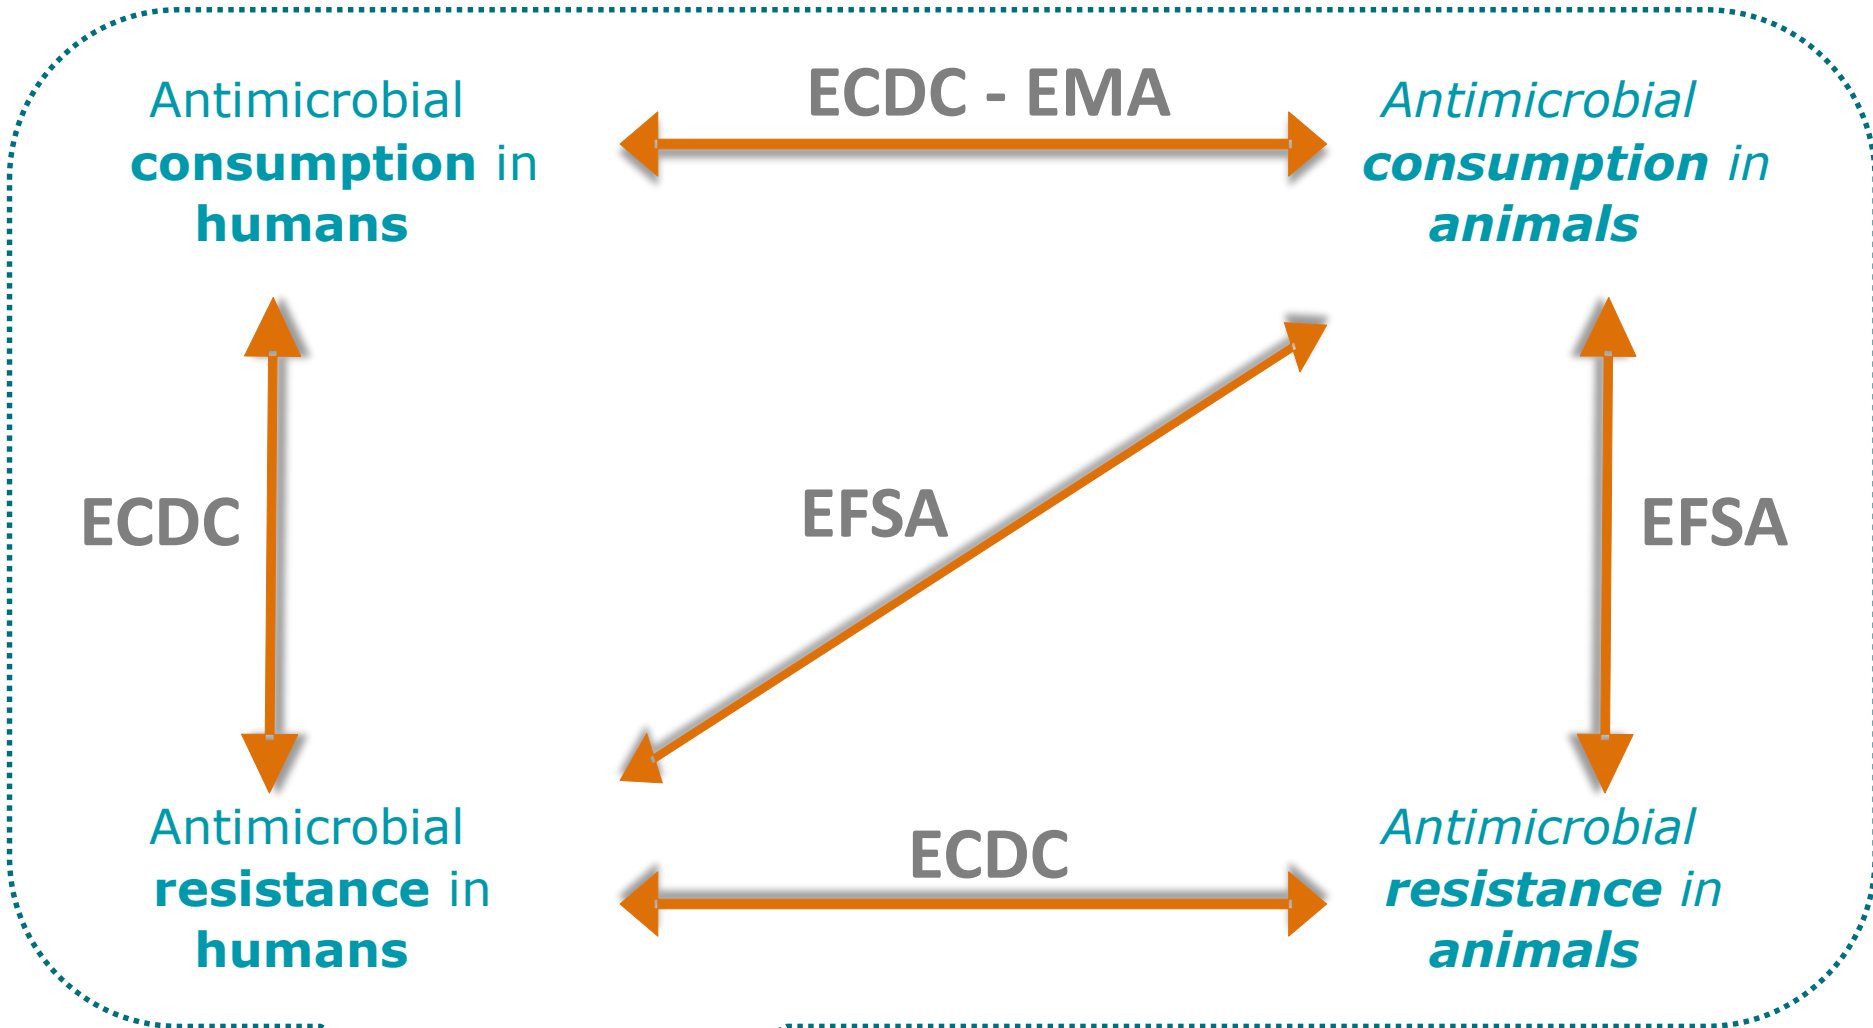 ECDC - EMA
Antimicrobial
consumption in
humans
Antimicrobial
consumption in
animals
ECDC
EFSA
EFSA
Antimicrobial
resistance in
humans
ECDC
Antimicrobial
resistance in
animals